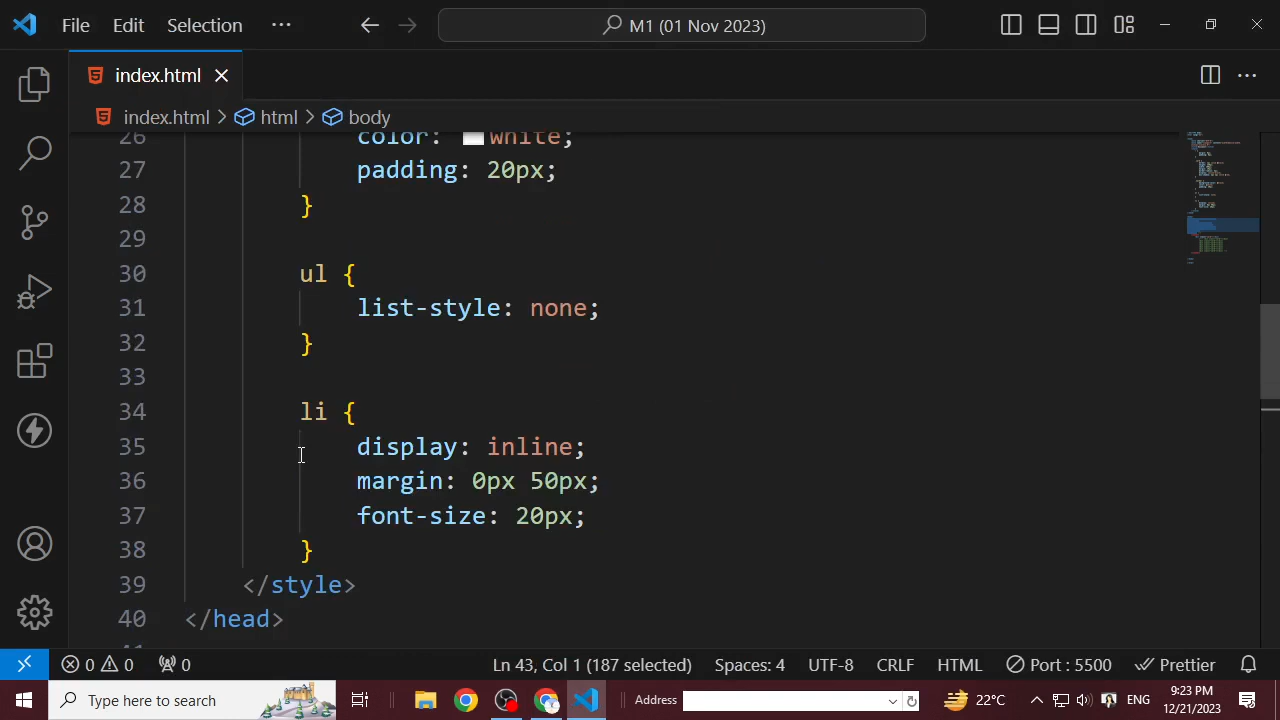 File Edit Selection ··· M1 (01 Nov 2023)
index.html
index.html > html > body
26 color: white;
27 padding: 20px;
28 }
29
30 ul {
31 list-style: none;
32 }
33
34 li {
35 display: inline;
36 margin: 0px 50px;
37 font-size: 20px;
38 }
39 </style>
40 </head>
0 0 0 Ln 43, Col 1 (187 selected) Spaces: 4 UTF-8 CRLF HTML Port : 5500 Prettier
Type here to search Address 22°C ENG 9:23 PM
12/21/2023